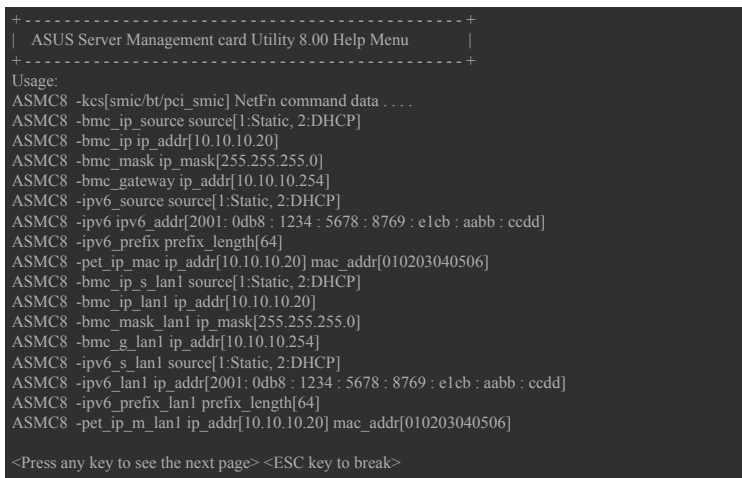 + - - - - - - - - - - - - - - - - - - - - - - - - - - - - - - - - - - - - - - - - - - - - +
|   ASUS Server Management card Utility 8.00 Help Menu   |
+ - - - - - - - - - - - - - - - - - - - - - - - - - - - - - - - - - - - - - - - - - - - - +
Usage:
ASMC8 -kcs[smic/bt/pci_smic] NetFn command data . . . .
ASMC8 -bmc_ip_source source[1:Static, 2:DHCP]
ASMC8 -bmc_ip ip_addr[10.10.10.20]
ASMC8 -bmc_mask ip_mask[255.255.255.0]
ASMC8 -bmc_gateway ip_addr[10.10.10.254]
ASMC8 -ipv6_source source[1:Static, 2:DHCP]
ASMC8 -ipv6 ipv6_addr[2001: 0db8 : 1234 : 5678 : 8769 : e1cb : aabb : ccdd]
ASMC8 -ipv6_prefix prefix_length[64]
ASMC8 -pet_ip_mac ip_addr[10.10.10.20] mac_addr[010203040506]
ASMC8 -bmc_ip_s_lan1 source[1:Static, 2:DHCP]
ASMC8 -bmc_ip_lan1 ip_addr[10.10.10.20]
ASMC8 -bmc_mask_lan1 ip_mask[255.255.255.0]
ASMC8 -bmc_g_lan1 ip_addr[10.10.10.254]
ASMC8 -ipv6_s_lan1 source[1:Static, 2:DHCP]
ASMC8 -ipv6_lan1 ip_addr[2001: 0db8 : 1234 : 5678 : 8769 : e1cb : aabb : ccdd]
ASMC8 -ipv6_prefix_lan1 prefix_length[64]
ASMC8 -pet_ip_m_lan1 ip_addr[10.10.10.20] mac_addr[010203040506]
<Press any key to see the next page> <ESC key to break>